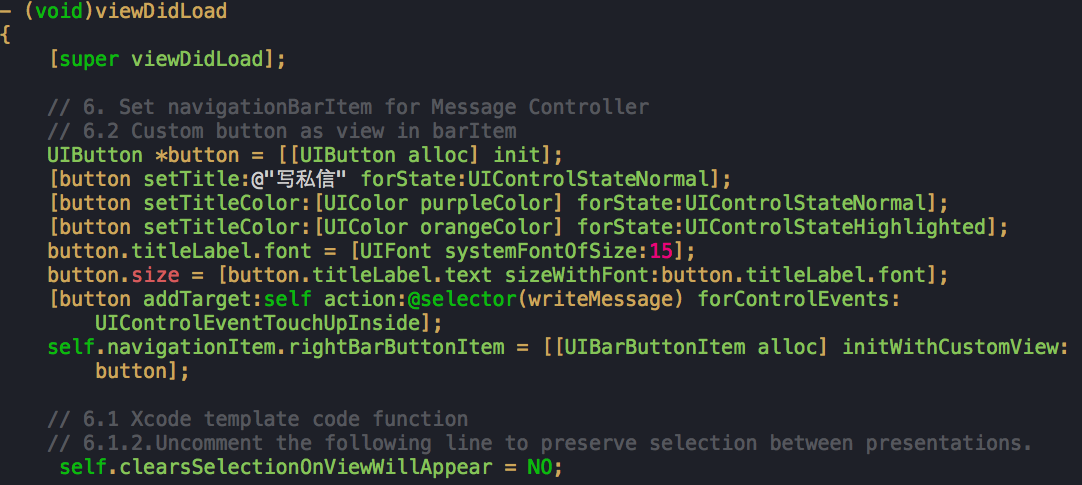 - (void)viewDidLoad
{
[super viewDidLoad];
// 6. Set navigationBarItem for Message Controller
// 6.2 Custom button as view in barItem
UIButton *button = [[UIButton alloc] init];
[button setTitle:@"写私信" forState:UIControlStateNormal];
[button setTitleColor:[UIColor purpleColor] forState:UIControlStateNormal];
[button setTitleColor:[UIColor orangeColor] forState:UIControlStateHighlighted];
button.titleLabel.font = [UIFont systemFontOfSize:15];
button.size = [button.titleLabel.text sizeWithFont:button.titleLabel.font];
[button addTarget:self action:@selector(writeMessage) forControlEvents:
UIControlEventTouchUpInside];
self.navigationItem.rightBarButtonItem = [[UIBarButtonItem alloc] initWithCustomView:
button];
// 6.1 Xcode template code function
// 6.1.2.Uncomment the following line to preserve selection between presentations.
self.clearsSelectionOnViewWillAppear = NO;